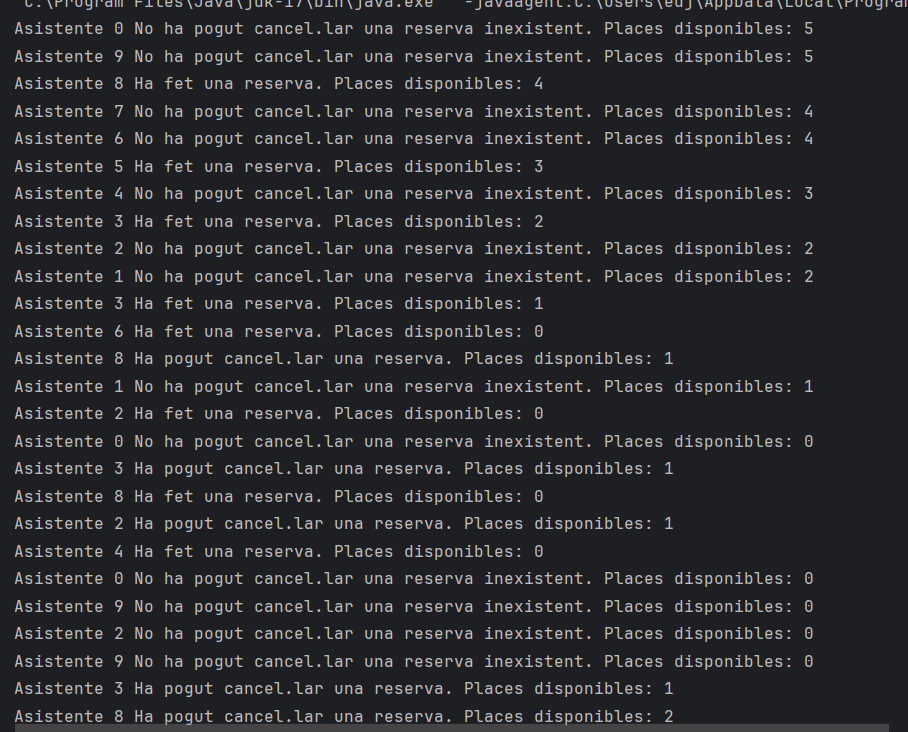 C:\Program Files\Java\jdk-17\bin\java.exe" "-javaagent:C:\Users\edj\AppData\Local\Program
Asistente 0 No ha pogut cancel.lar una reserva inexistent. Places disponibles: 5
Asistente 9 No ha pogut cancel.lar una reserva inexistent. Places disponibles: 5
Asistente 8 Ha fet una reserva. Places disponibles: 4
Asistente 7 No ha pogut cancel.lar una reserva inexistent. Places disponibles: 4
Asistente 6 No ha pogut cancel.lar una reserva inexistent. Places disponibles: 4
Asistente 5 Ha fet una reserva. Places disponibles: 3
Asistente 4 No ha pogut cancel.lar una reserva inexistent. Places disponibles: 3
Asistente 3 Ha fet una reserva. Places disponibles: 2
Asistente 2 No ha pogut cancel.lar una reserva inexistent. Places disponibles: 2
Asistente 1 No ha pogut cancel.lar una reserva inexistent. Places disponibles: 2
Asistente 3 Ha fet una reserva. Places disponibles: 1
Asistente 6 Ha fet una reserva. Places disponibles: 0
Asistente 8 Ha pogut cancel.lar una reserva. Places disponibles: 1
Asistente 1 No ha pogut cancel.lar una reserva inexistent. Places disponibles: 1
Asistente 2 Ha fet una reserva. Places disponibles: 0
Asistente 0 No ha pogut cancel.lar una reserva inexistent. Places disponibles: 0
Asistente 3 Ha pogut cancel.lar una reserva. Places disponibles: 1
Asistente 8 Ha fet una reserva. Places disponibles: 0
Asistente 2 Ha pogut cancel.lar una reserva. Places disponibles: 1
Asistente 4 Ha fet una reserva. Places disponibles: 0
Asistente 0 No ha pogut cancel.lar una reserva inexistent. Places disponibles: 0
Asistente 9 No ha pogut cancel.lar una reserva inexistent. Places disponibles: 0
Asistente 2 No ha pogut cancel.lar una reserva inexistent. Places disponibles: 0
Asistente 9 No ha pogut cancel.lar una reserva inexistent. Places disponibles: 0
Asistente 3 Ha pogut cancel.lar una reserva. Places disponibles: 1
Asistente 8 Ha pogut cancel.lar una reserva. Places disponibles: 2